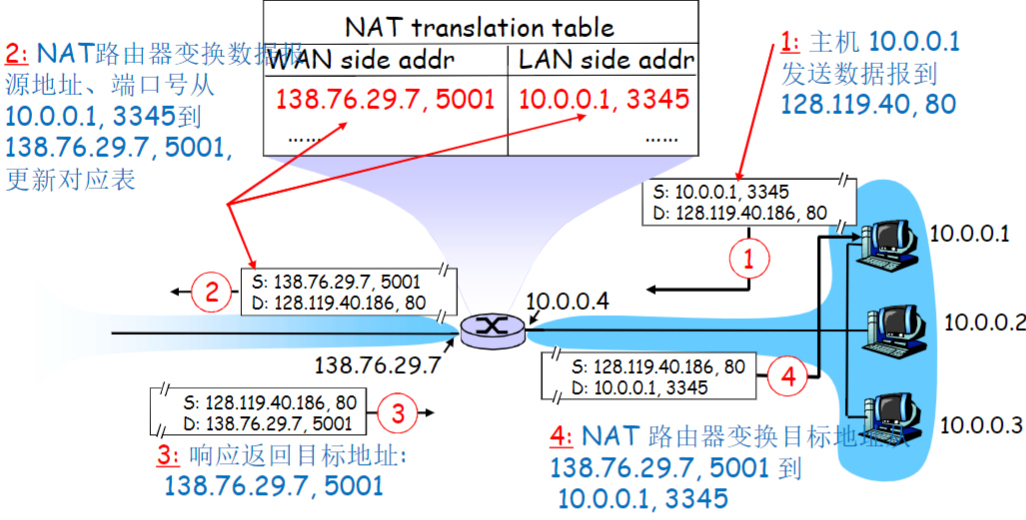 NAT translation table
WAN side addr LAN side addr
138.76.29.7, 5001 10.0.0.1, 3345
…… ……
2: NAT路由器变换数据报
源地址、端口号从
10.0.0.1, 3345到
138.76.29.7, 5001,
更新对应表
1: 主机 10.0.0.1
发送数据报到
128.119.40, 80
S: 10.0.0.1, 3345
D: 128.119.40.186, 80
1
10.0.0.1
S: 138.76.29.7, 5001
D: 128.119.40.186, 80
2
10.0.0.4
10.0.0.2
138.76.29.7
S: 128.119.40.186, 80
D: 10.0.0.1, 3345
4
S: 128.119.40.186, 80
D: 138.76.29.7, 5001
3
10.0.0.3
3: 响应返回目标地址:
138.76.29.7, 5001
4: NAT 路由器变换目标地址从
138.76.29.7, 5001 到
10.0.0.1, 3345